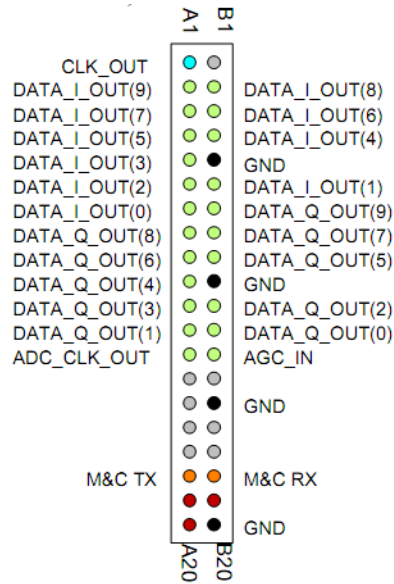 A1 B1
CLK_OUT
DATA_I_OUT(9) DATA_I_OUT(8)
DATA_I_OUT(7) DATA_I_OUT(6)
DATA_I_OUT(5) DATA_I_OUT(4)
DATA_I_OUT(3) GND
DATA_I_OUT(2) DATA_I_OUT(1)
DATA_I_OUT(0) DATA_Q_OUT(9)
DATA_Q_OUT(8) DATA_Q_OUT(7)
DATA_Q_OUT(6) DATA_Q_OUT(5)
DATA_Q_OUT(4) GND
DATA_Q_OUT(3) DATA_Q_OUT(2)
DATA_Q_OUT(1) DATA_Q_OUT(0)
ADC_CLK_OUT AGC_IN
GND
M&C TX M&C RX
GND
A20 B20